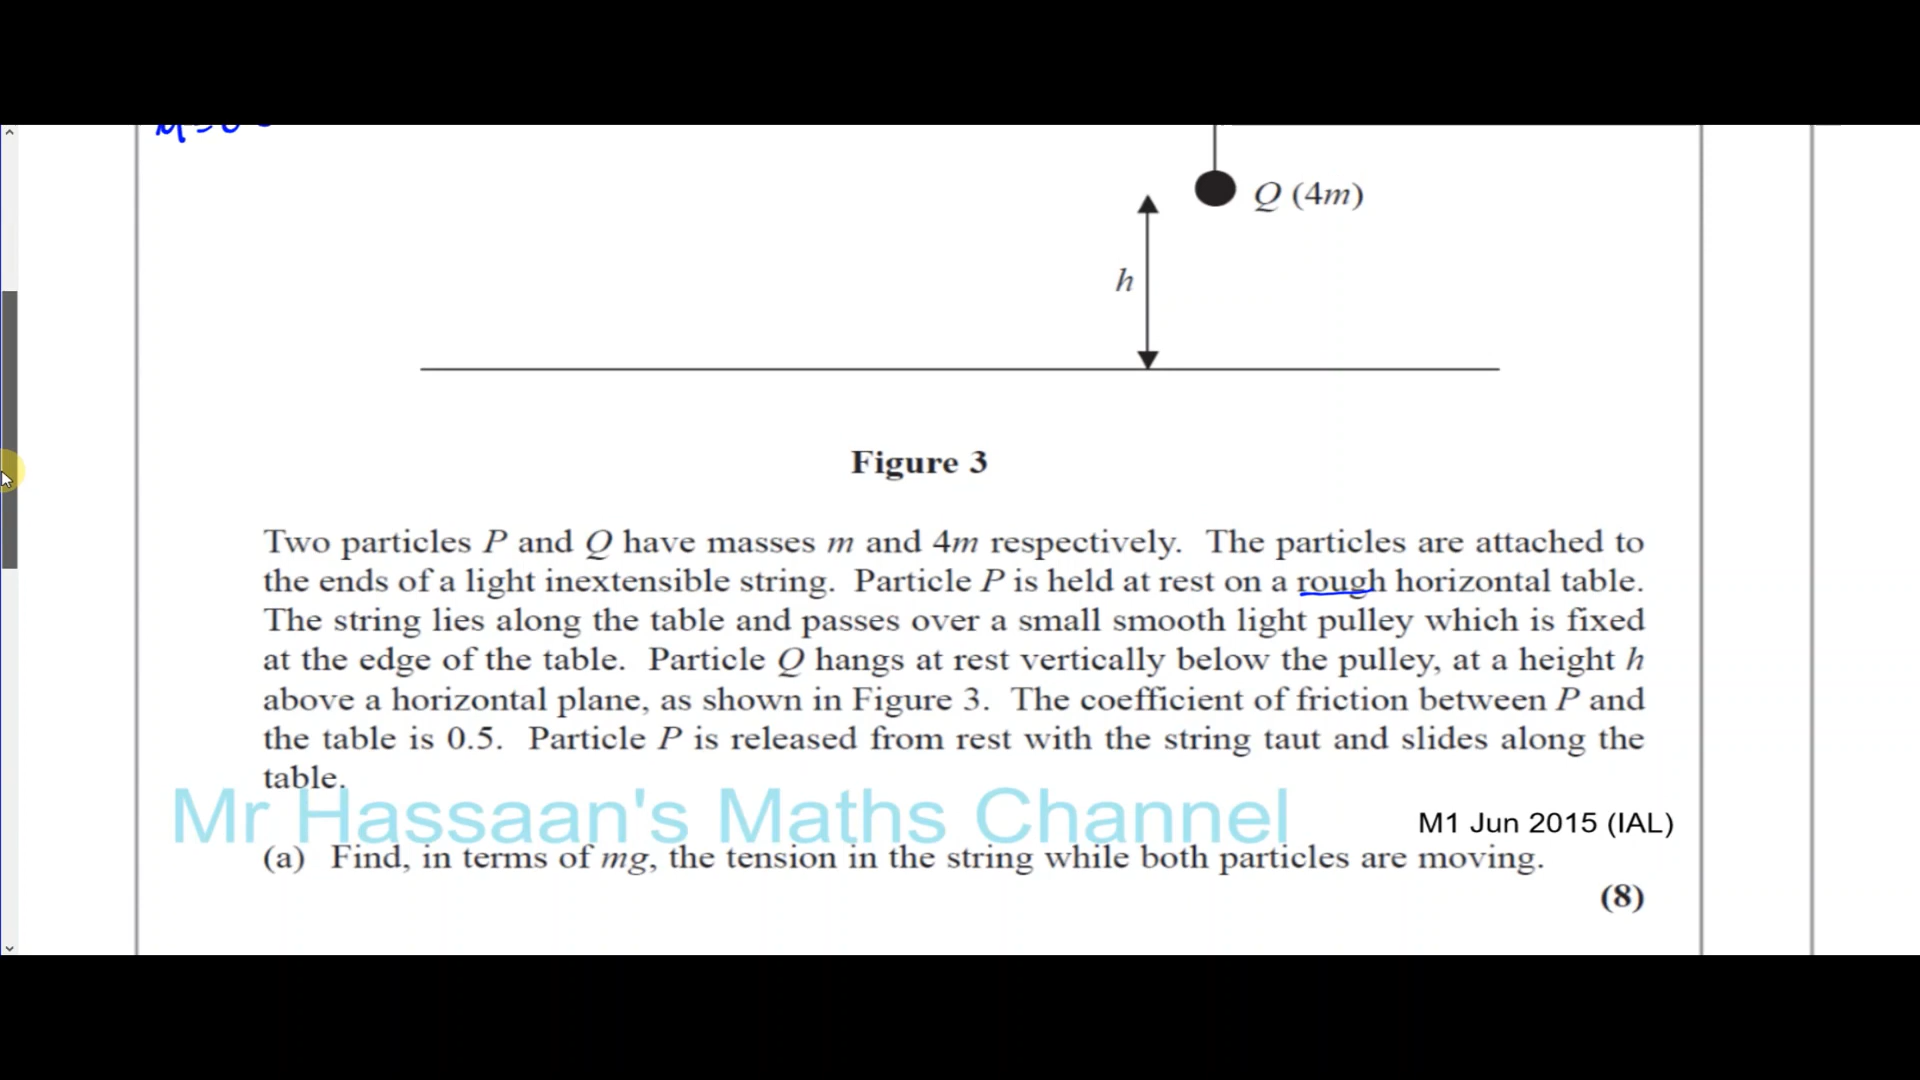 Q (4m)
h
Figure 3
Two particles P and Q have masses m and 4m respectively. The particles are attached to
the ends of a light inextensible string. Particle P is held at rest on a rough horizontal table.
The string lies along the table and passes over a small smooth light pulley which is fixed
at the edge of the table. Particle Q hangs at rest vertically below the pulley, at a height h
above a horizontal plane, as shown in Figure 3. The coefficient of friction between P and
the table is 0.5. Particle P is released from rest with the string taut and slides along the
table.
Mr Hassaan's Maths Channel
M1 Jun 2015 (IAL)
(a) Find, in terms of mg, the tension in the string while both particles are moving.
(8)